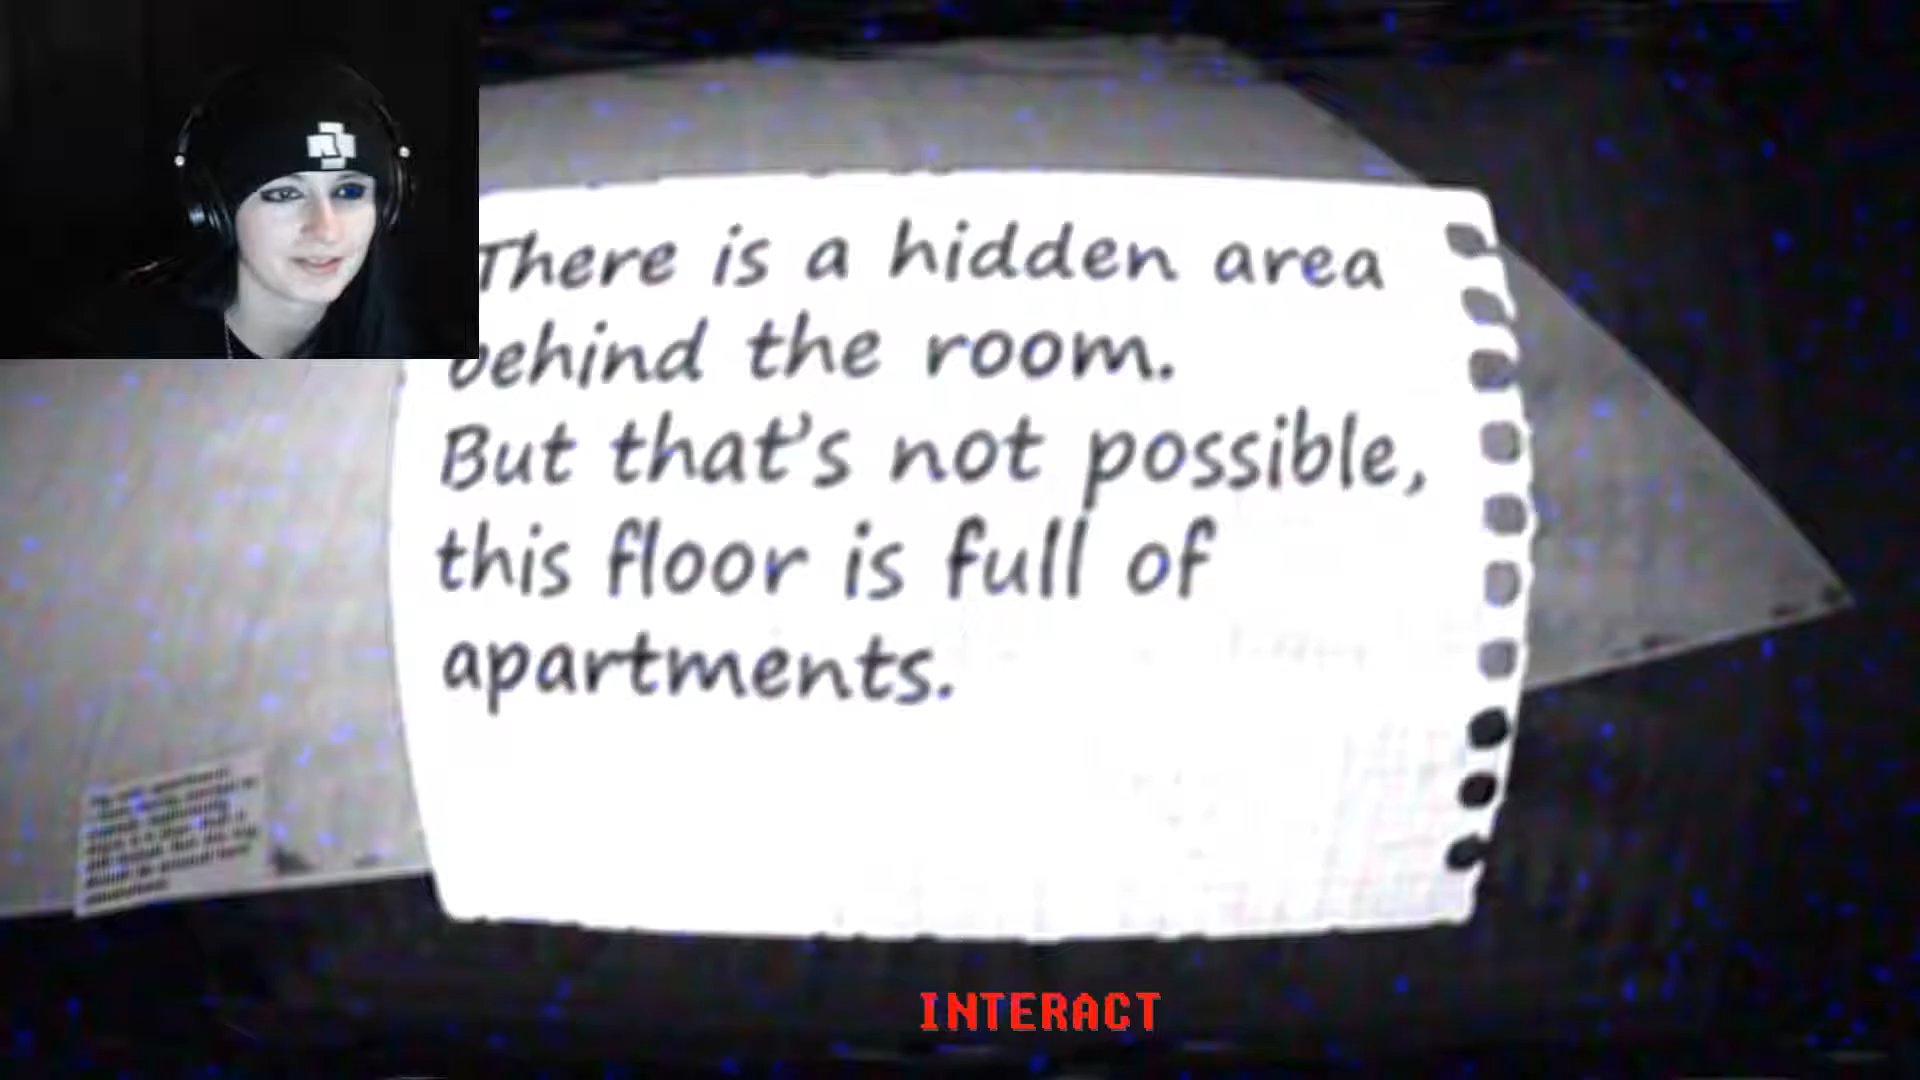 There is a hidden area
behind the room.
But that's not possible,
this floor is full of
apartments.
INTERACT